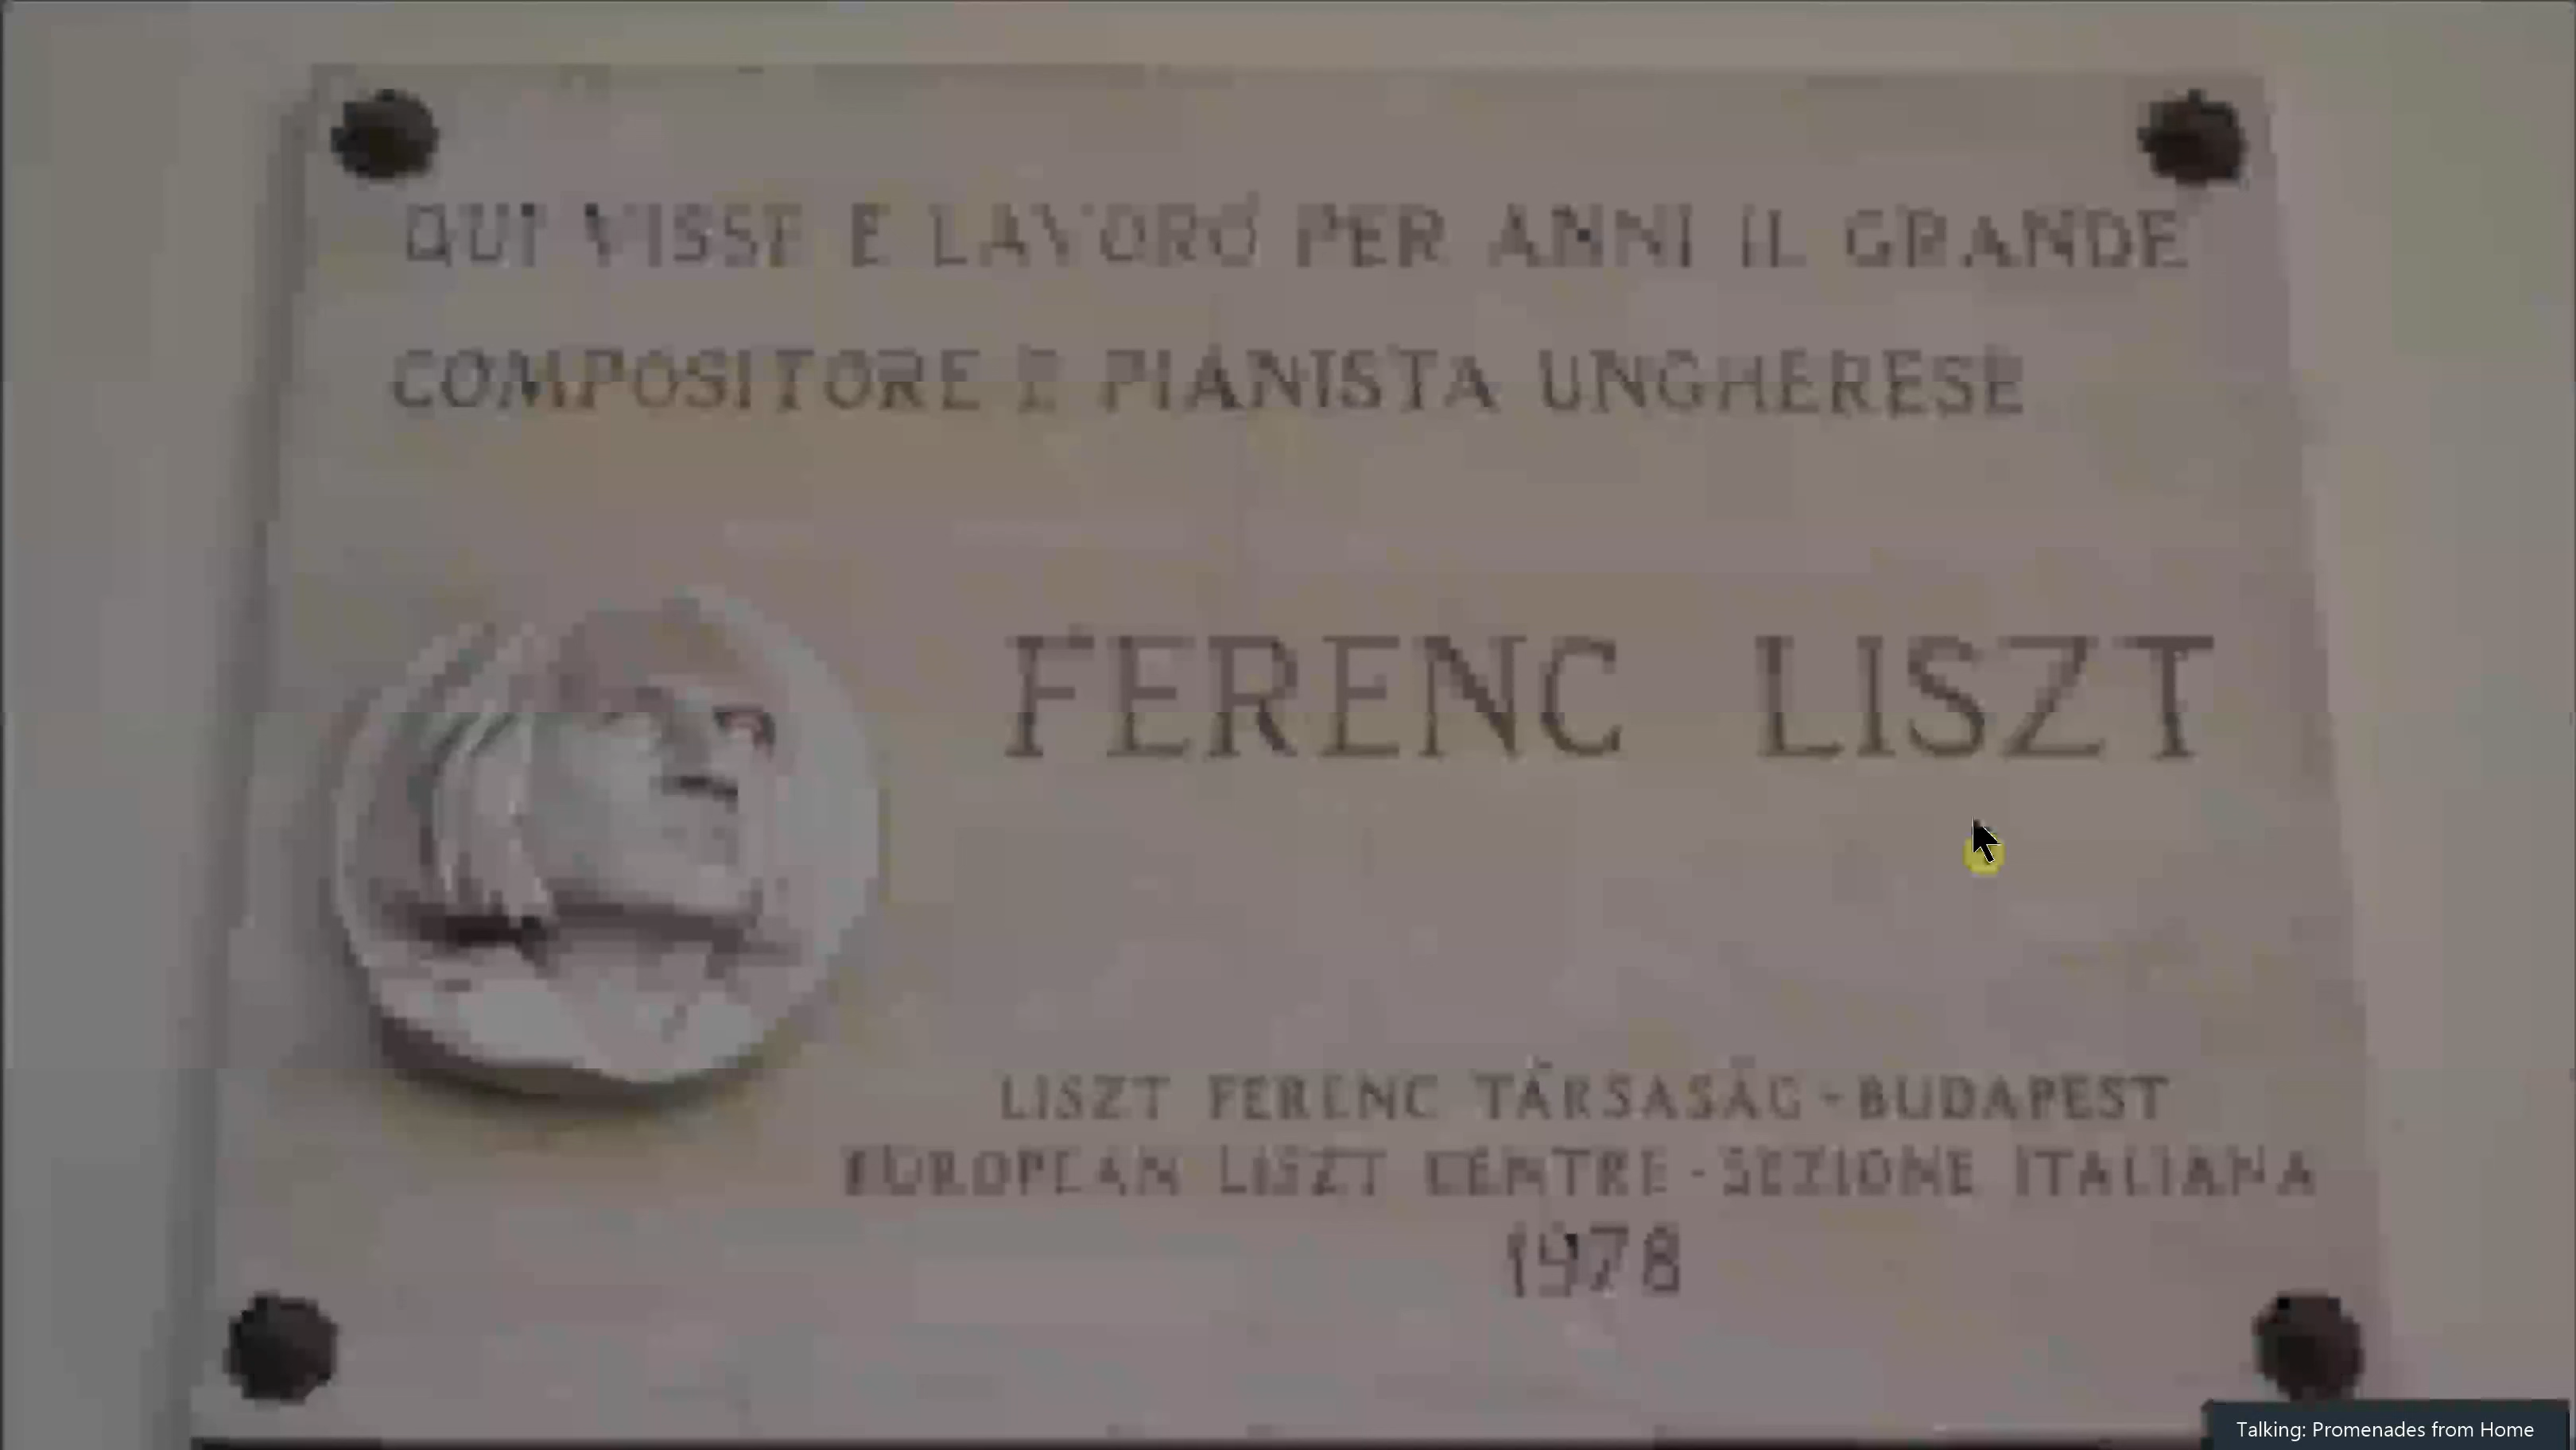 QUI VISSE E LAVORÒ PER ANNI IL GRANDE
COMPOSITORE E PIANISTA UNGHERESE
FERENC LISZT
LISZT FERENC TÁRSASÁG - BUDAPEST
EUROPEAN LISZT CENTRE - SEZIONE ITALIANA
1978
Talking: Promenades from Home